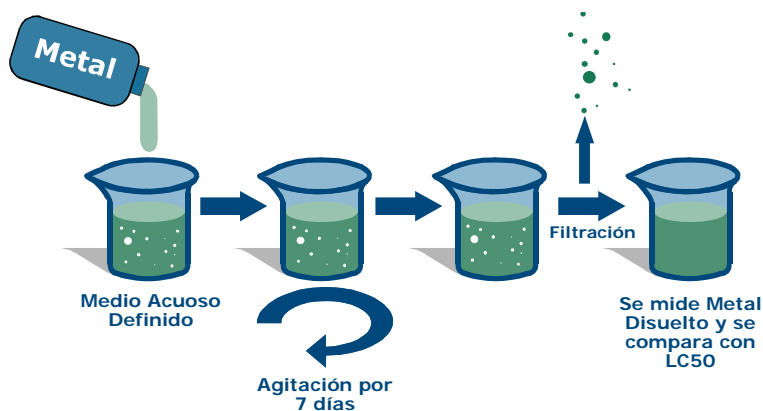 Metal
Medio Acuoso
Definido
Agitación por
7 días
Filtración
Se mide Metal
Disuelto y se
compara con
LC50